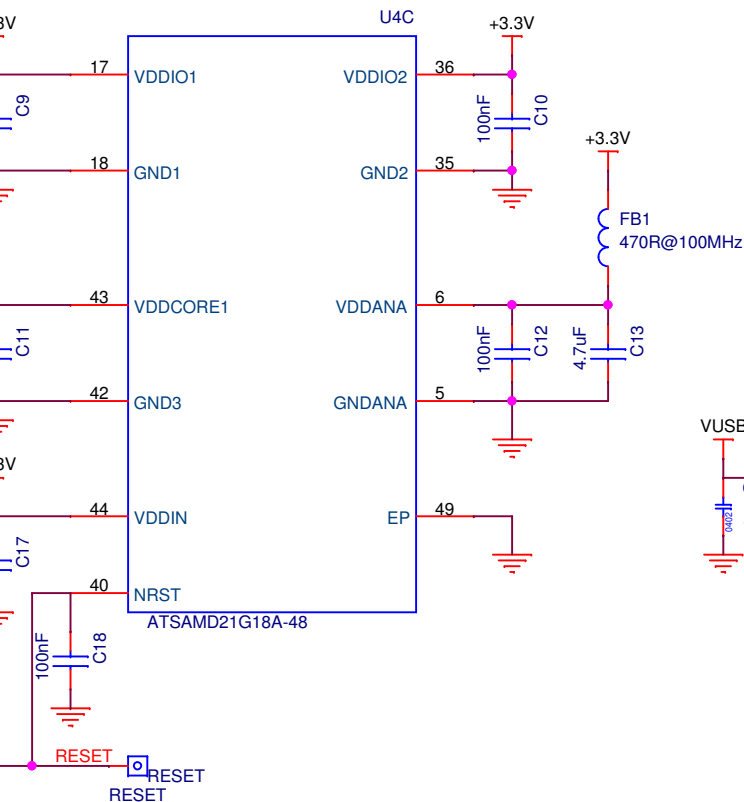 U4C
3V
+3.3V
17
VDDIO1
VDDIO2
36
C9
100nF
C10
+3.3V
18
GND1
GND2
35
FB1
470R@100MHz
43
VDDCORE1
VDDANA
6
C11
100nF
C12
4.7uF
C13
42
GND3
GNDANA
5
VUSB
3V
44
VDDIN
EP
49
0402
C17
40
NRST
ATSAMD21G18A-48
100nF
C18
RESET
RESET
RESET